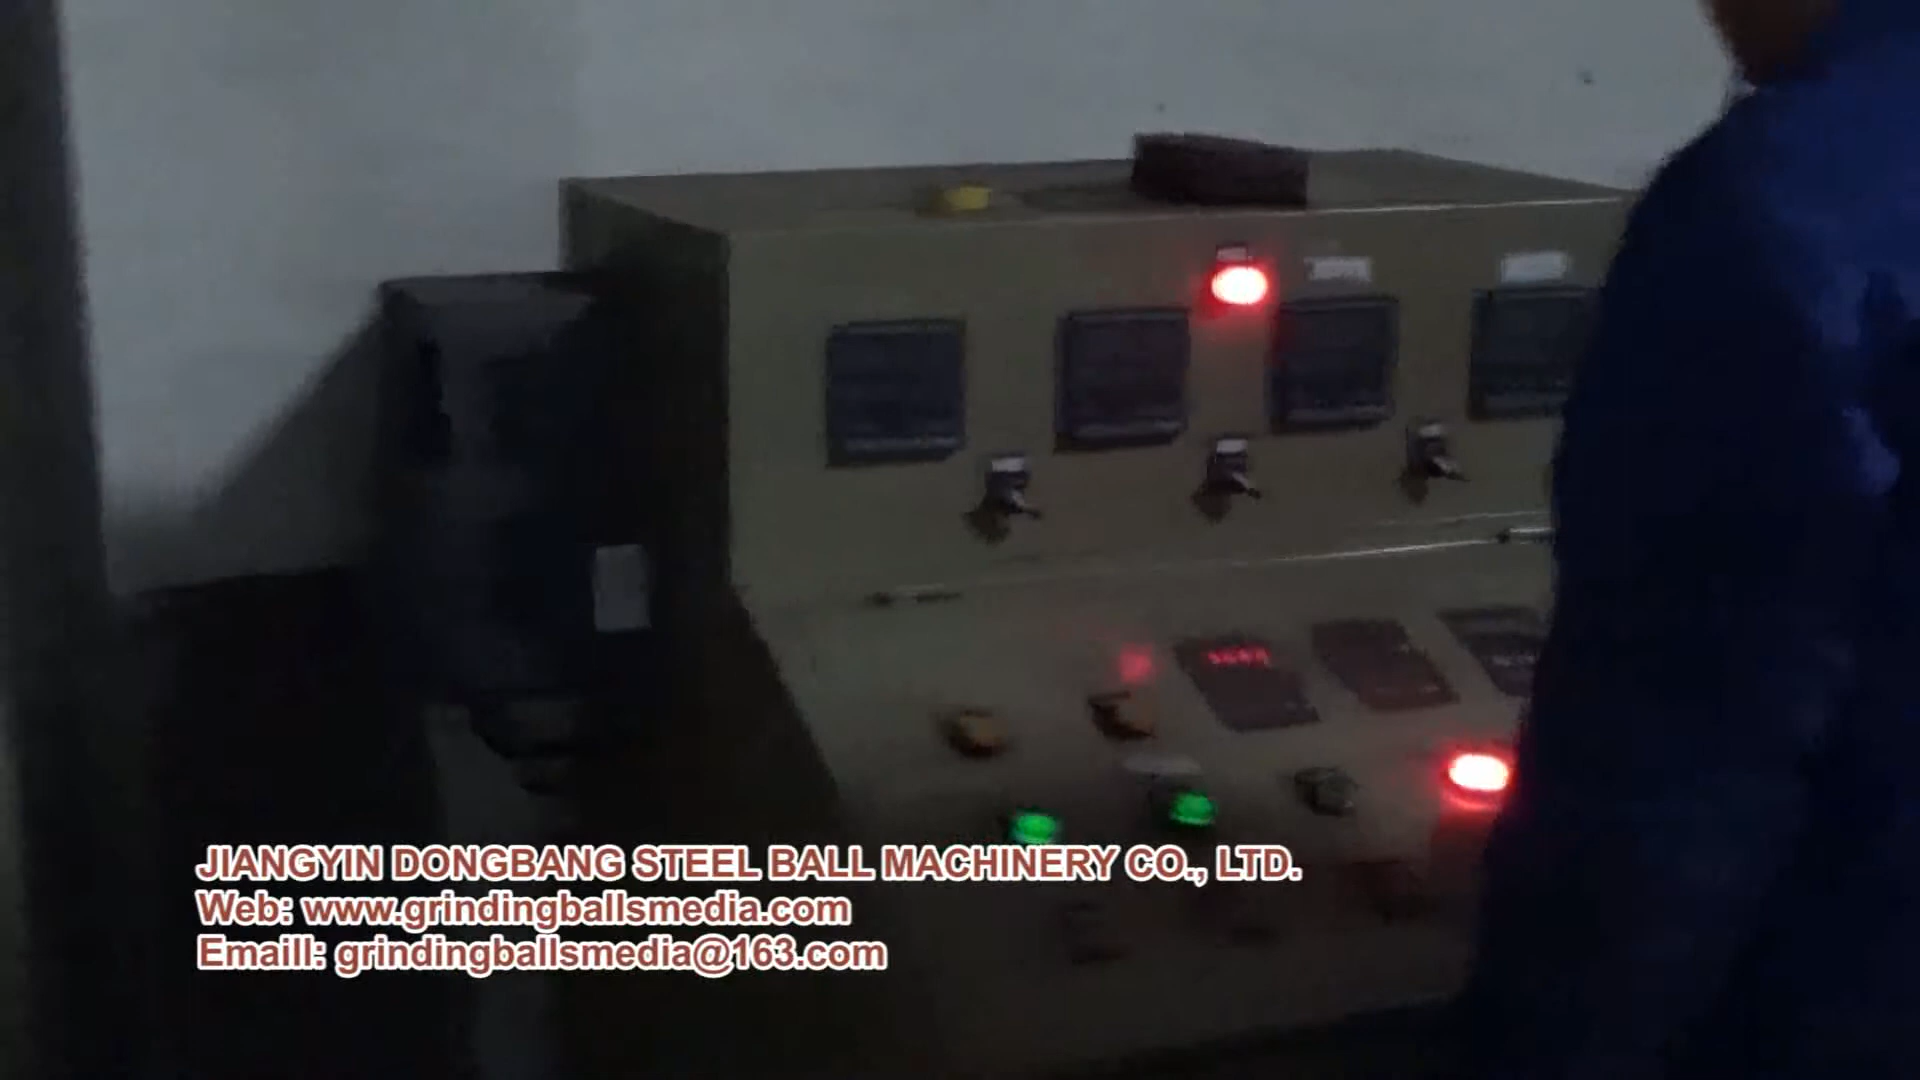 JIANGYIN DONGBANG STEEL BALL MACHINERY CO., LTD.
Web: www.grindingballsmedia.com
Emaill: grindingballsmedia@163.com